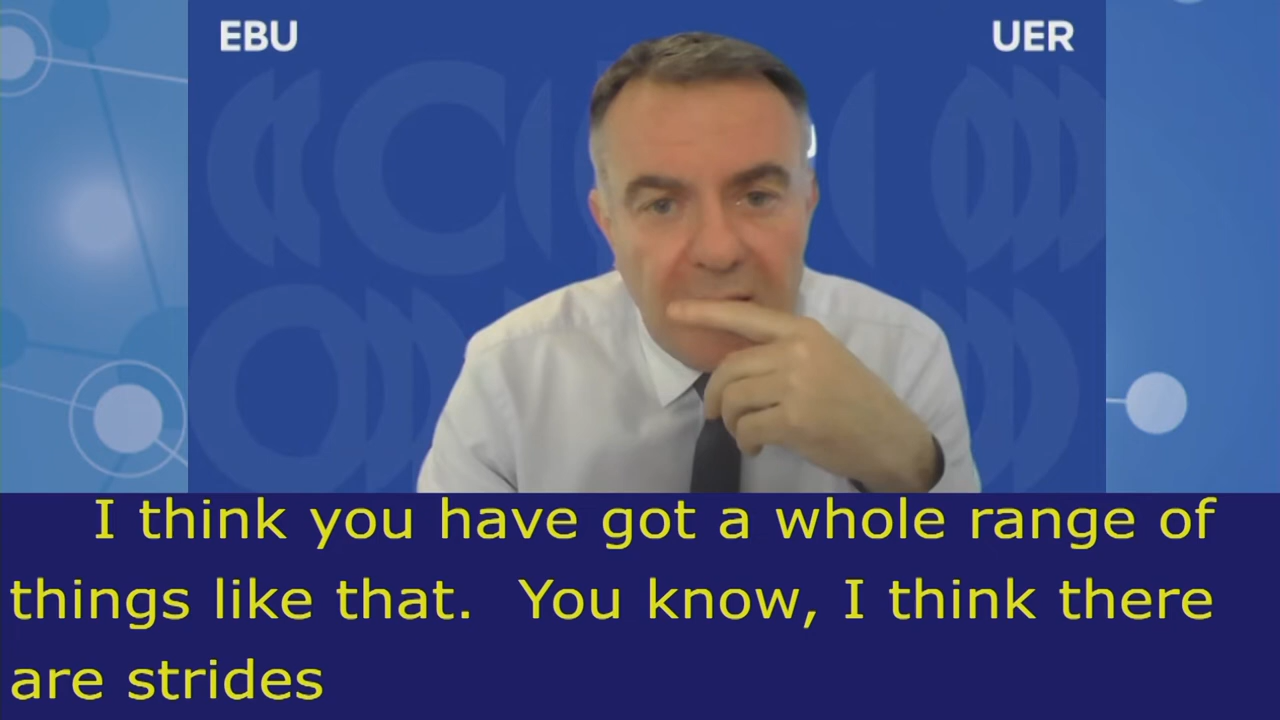 EBU UER
I think you have got a whole range of
things like that. You know, I think there
are strides